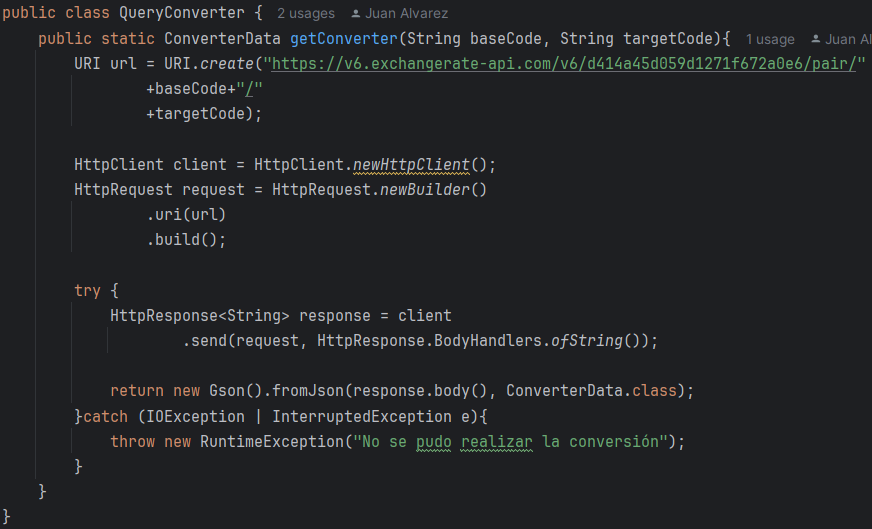 public class QueryConverter { 2 usages Juan Alvarez
public static ConverterData getConverter(String baseCode, String targetCode){ 1 usage Juan Al
URI url = URI.create("https://v6.exchangerate-api.com/v6/d414a45d059d1271f672a0e6/pair/"
+baseCode+"/"
+targetCode);
HttpClient client = HttpClient.newHttpClient();
HttpRequest request = HttpRequest.newBuilder()
.uri(url)
.build();
try {
HttpResponse<String> response = client
.send(request, HttpResponse.BodyHandlers.ofString());
return new Gson().fromJson(response.body(), ConverterData.class);
}catch (IOException | InterruptedException e){
throw new RuntimeException("No se pudo realizar la conversión");
}
}
}